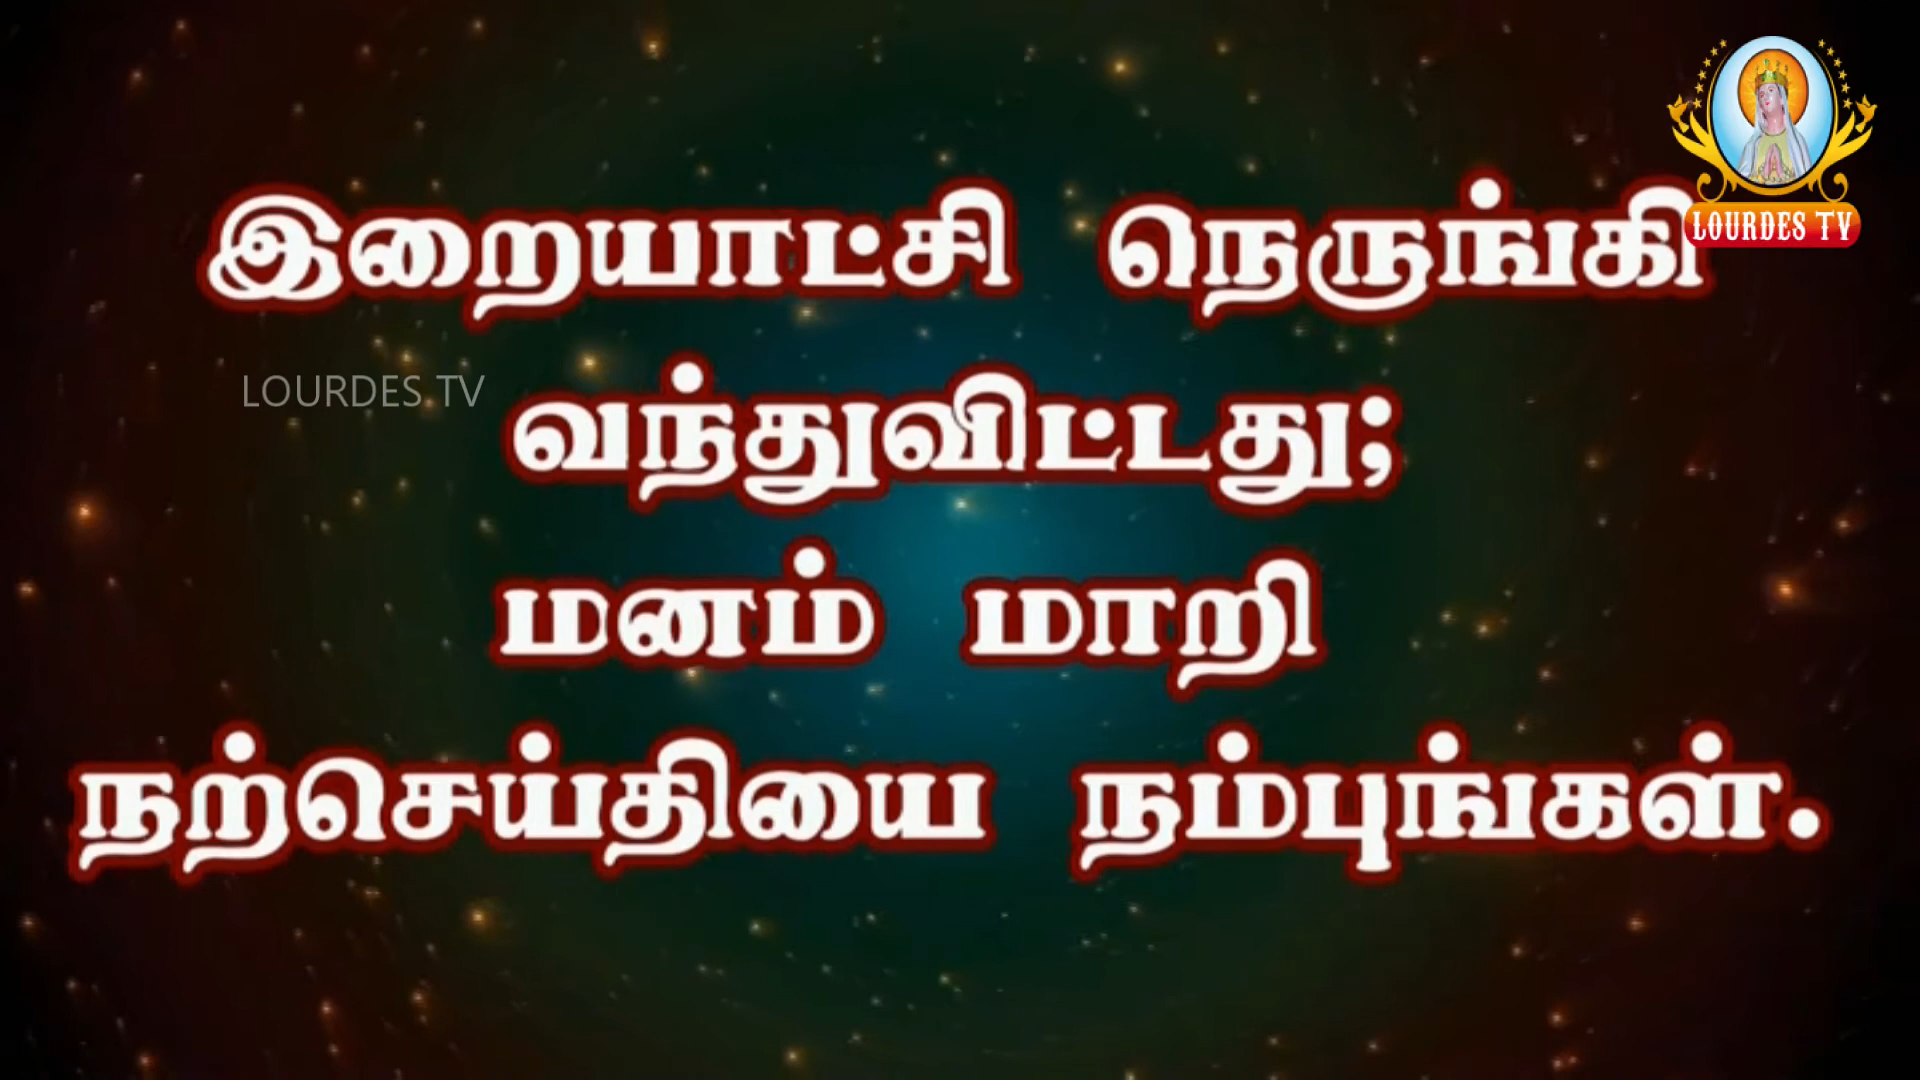 LOURDES TV
இறையாட்சி நெருங்கி
LOURDES TV
வந்துவிட்டது;
மனம் மாறி
நற்செய்தியை நம்புங்கள்.